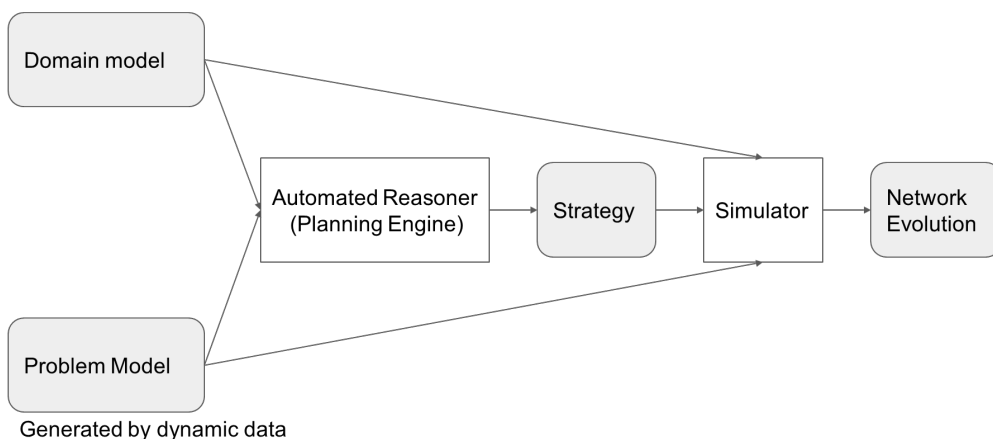 Domain model
Automated Reasoner
(Planning Engine)
Strategy
Simulator
Network
Evolution
Problem Model
Generated by dynamic data